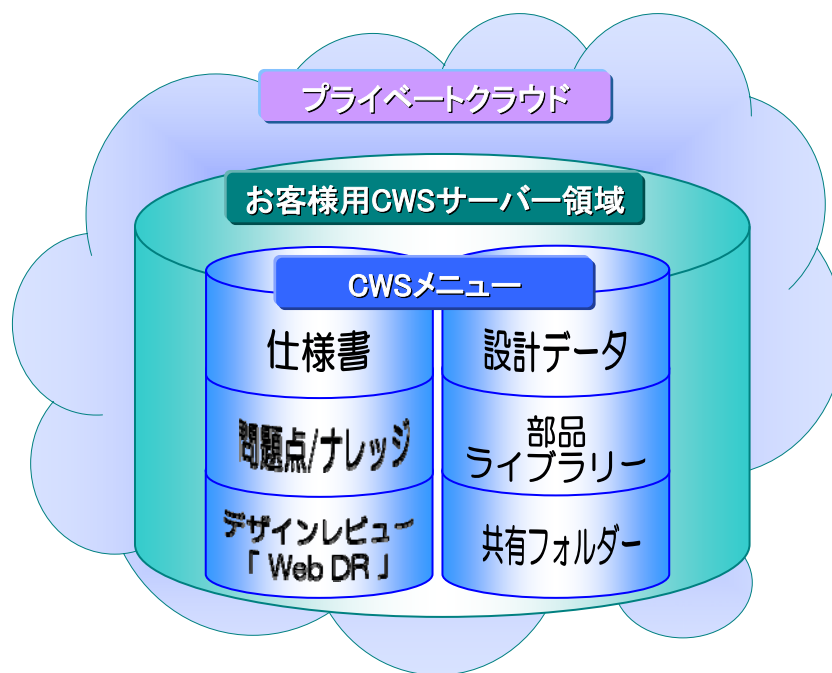 プライベートクラウド
お客様用CWSサーバー領域
CWSメニュー
仕様書
問題点/ナレッジ
デザインレビュー
「 Web DR 」
設計データ
部品
ライブラリー
共有フォルダー